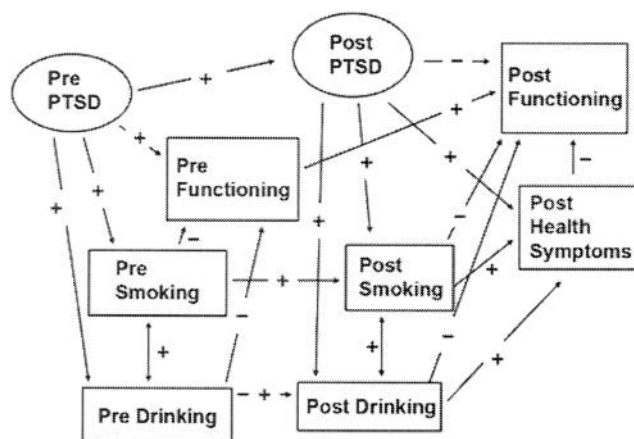 Pre
PTSD
Post
PTSD
Post
Functioning
Pre
Functioning
Post
Health
Symptoms
Pre
Smoking
Post
Smoking
Pre Drinking
Post Drinking
+
-
+
+
+
+
+
+
-
-
+
-
+
-
+
+
-
-
+
+
+